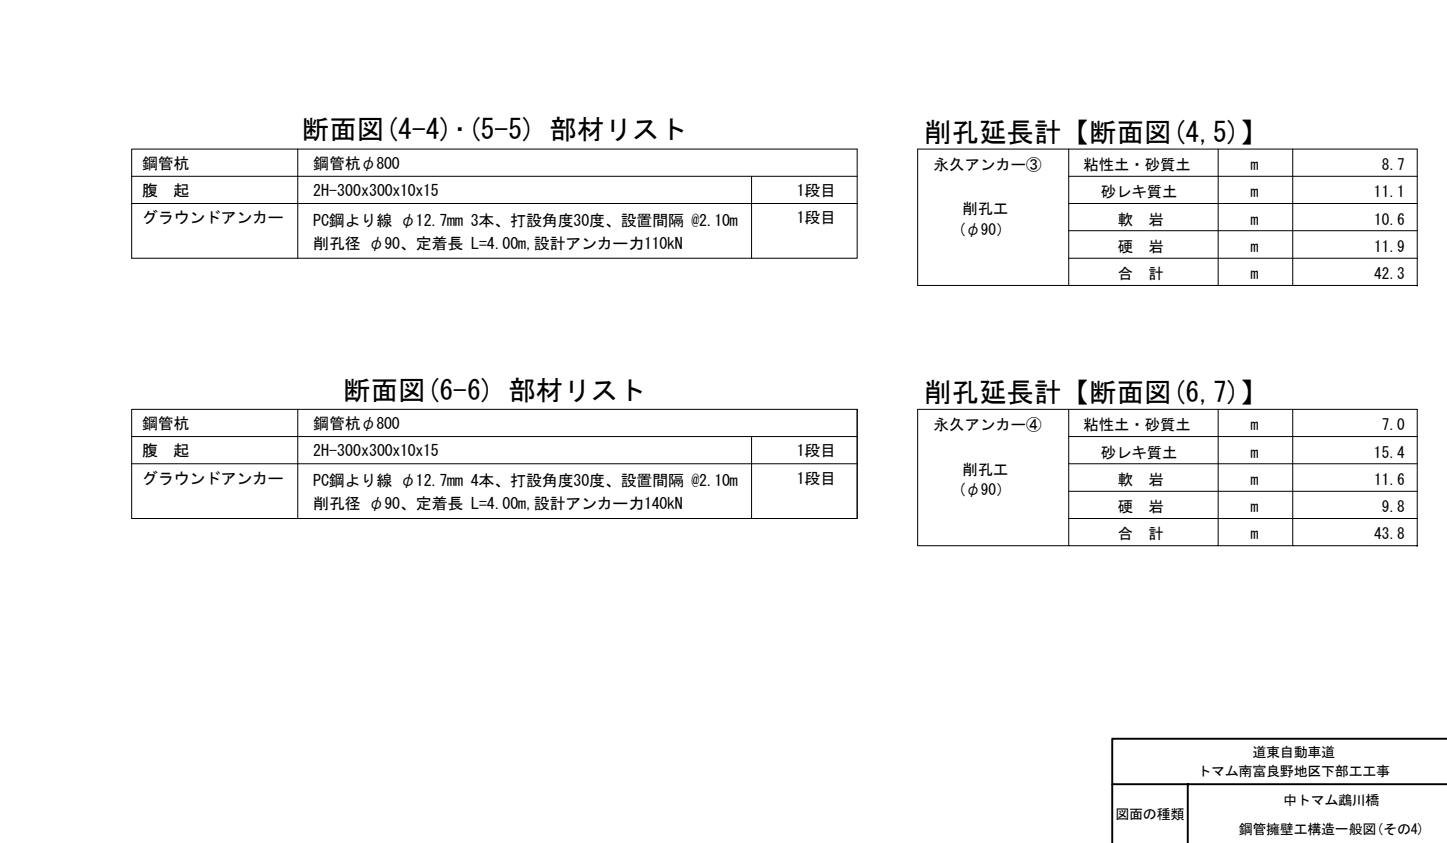 断面図(4-4)・(5-5) 部材リスト
鋼管杭 鋼管杭φ800
腹 起 2H-300x300x10x15 1段目
グラウンドアンカー PC鋼より線 φ12.7mm 3本、打設角度30度、設置間隔 @2.10m 1段目
削孔径 φ90、定着長 L=4.00m,設計アンカー力110kN
削孔延長計【断面図(4,5)】
永久アンカー③ 粘性土・砂質土 m 8.7
砂レキ質土 m 11.1
削孔工
(φ90)
軟 岩 m 10.6
硬 岩 m 11.9
合 計 m 42.3
断面図(6-6) 部材リスト
鋼管杭 鋼管杭φ800
腹 起 2H-300x300x10x15 1段目
グラウンドアンカー PC鋼より線 φ12.7mm 4本、打設角度30度、設置間隔 @2.10m 1段目
削孔径 φ90、定着長 L=4.00m,設計アンカー力140kN
削孔延長計【断面図(6,7)】
永久アンカー④ 粘性土・砂質土 m 7.0
砂レキ質土 m 15.4
削孔工
(φ90)
軟 岩 m 11.6
硬 岩 m 9.8
合 計 m 43.8
道東自動車道
トマム南富良野地区下部工工事
図面の種類
中トマム鵡川橋
鋼管擁壁工構造一般図(その4)